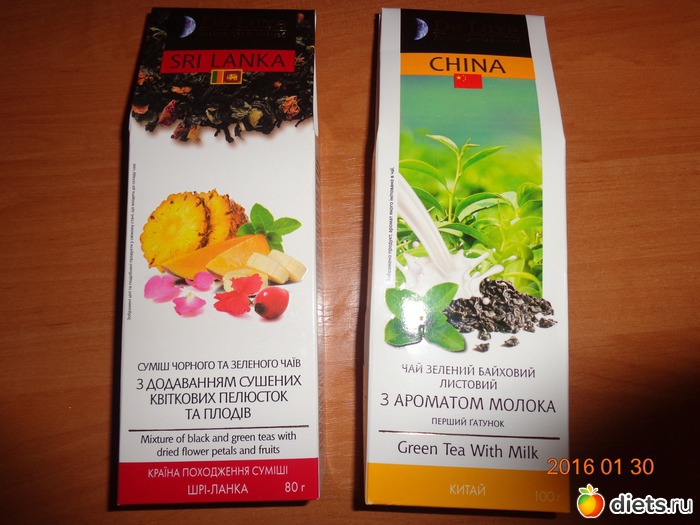 SRI LANKA
СУМІШ ЧОРНОГО ТА ЗЕЛЕНОГО ЧАЇВ
З ДОДАВАННЯМ СУШЕНИХ
КВІТКОВИХ ПЕЛЮСТОК
ТА ПЛОДІВ
Mixture of black and green teas with
dried flower petals and fruits
КРАЇНА ПОХОДЖЕННЯ СУМІШІ
ШРІ-ЛАНКА 80 г
CHINA
ЧАЙ ЗЕЛЕНИЙ БАЙХОВИЙ
ЛИСТОВИЙ
З АРОМАТОМ МОЛОКА
ПЕРШИЙ ГАТУНОК
Green Tea With Milk
КИТАЙ 100 г
2016 01 30
diets.ru